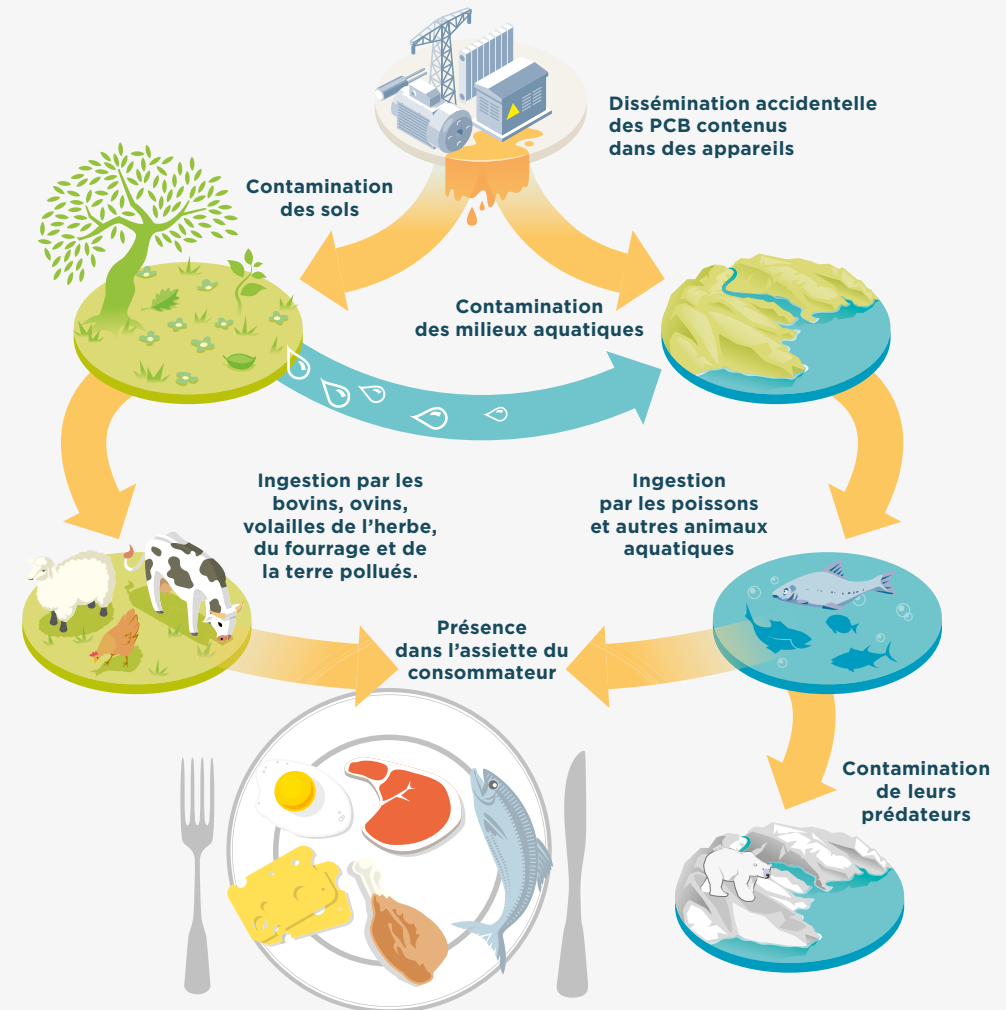 Dissémination accidentelle
des PCB contenus
dans des appareils
Contamination
des sols
Contamination
des milieux aquatiques
Ingestion par les
bovins, ovins,
volailles de l’herbe,
du fourrage et de
la terre pollués.
Ingestion
par les poissons
et autres animaux
aquatiques
Présence
dans l’assiette du
consommateur
Contamination
de leurs
prédateurs